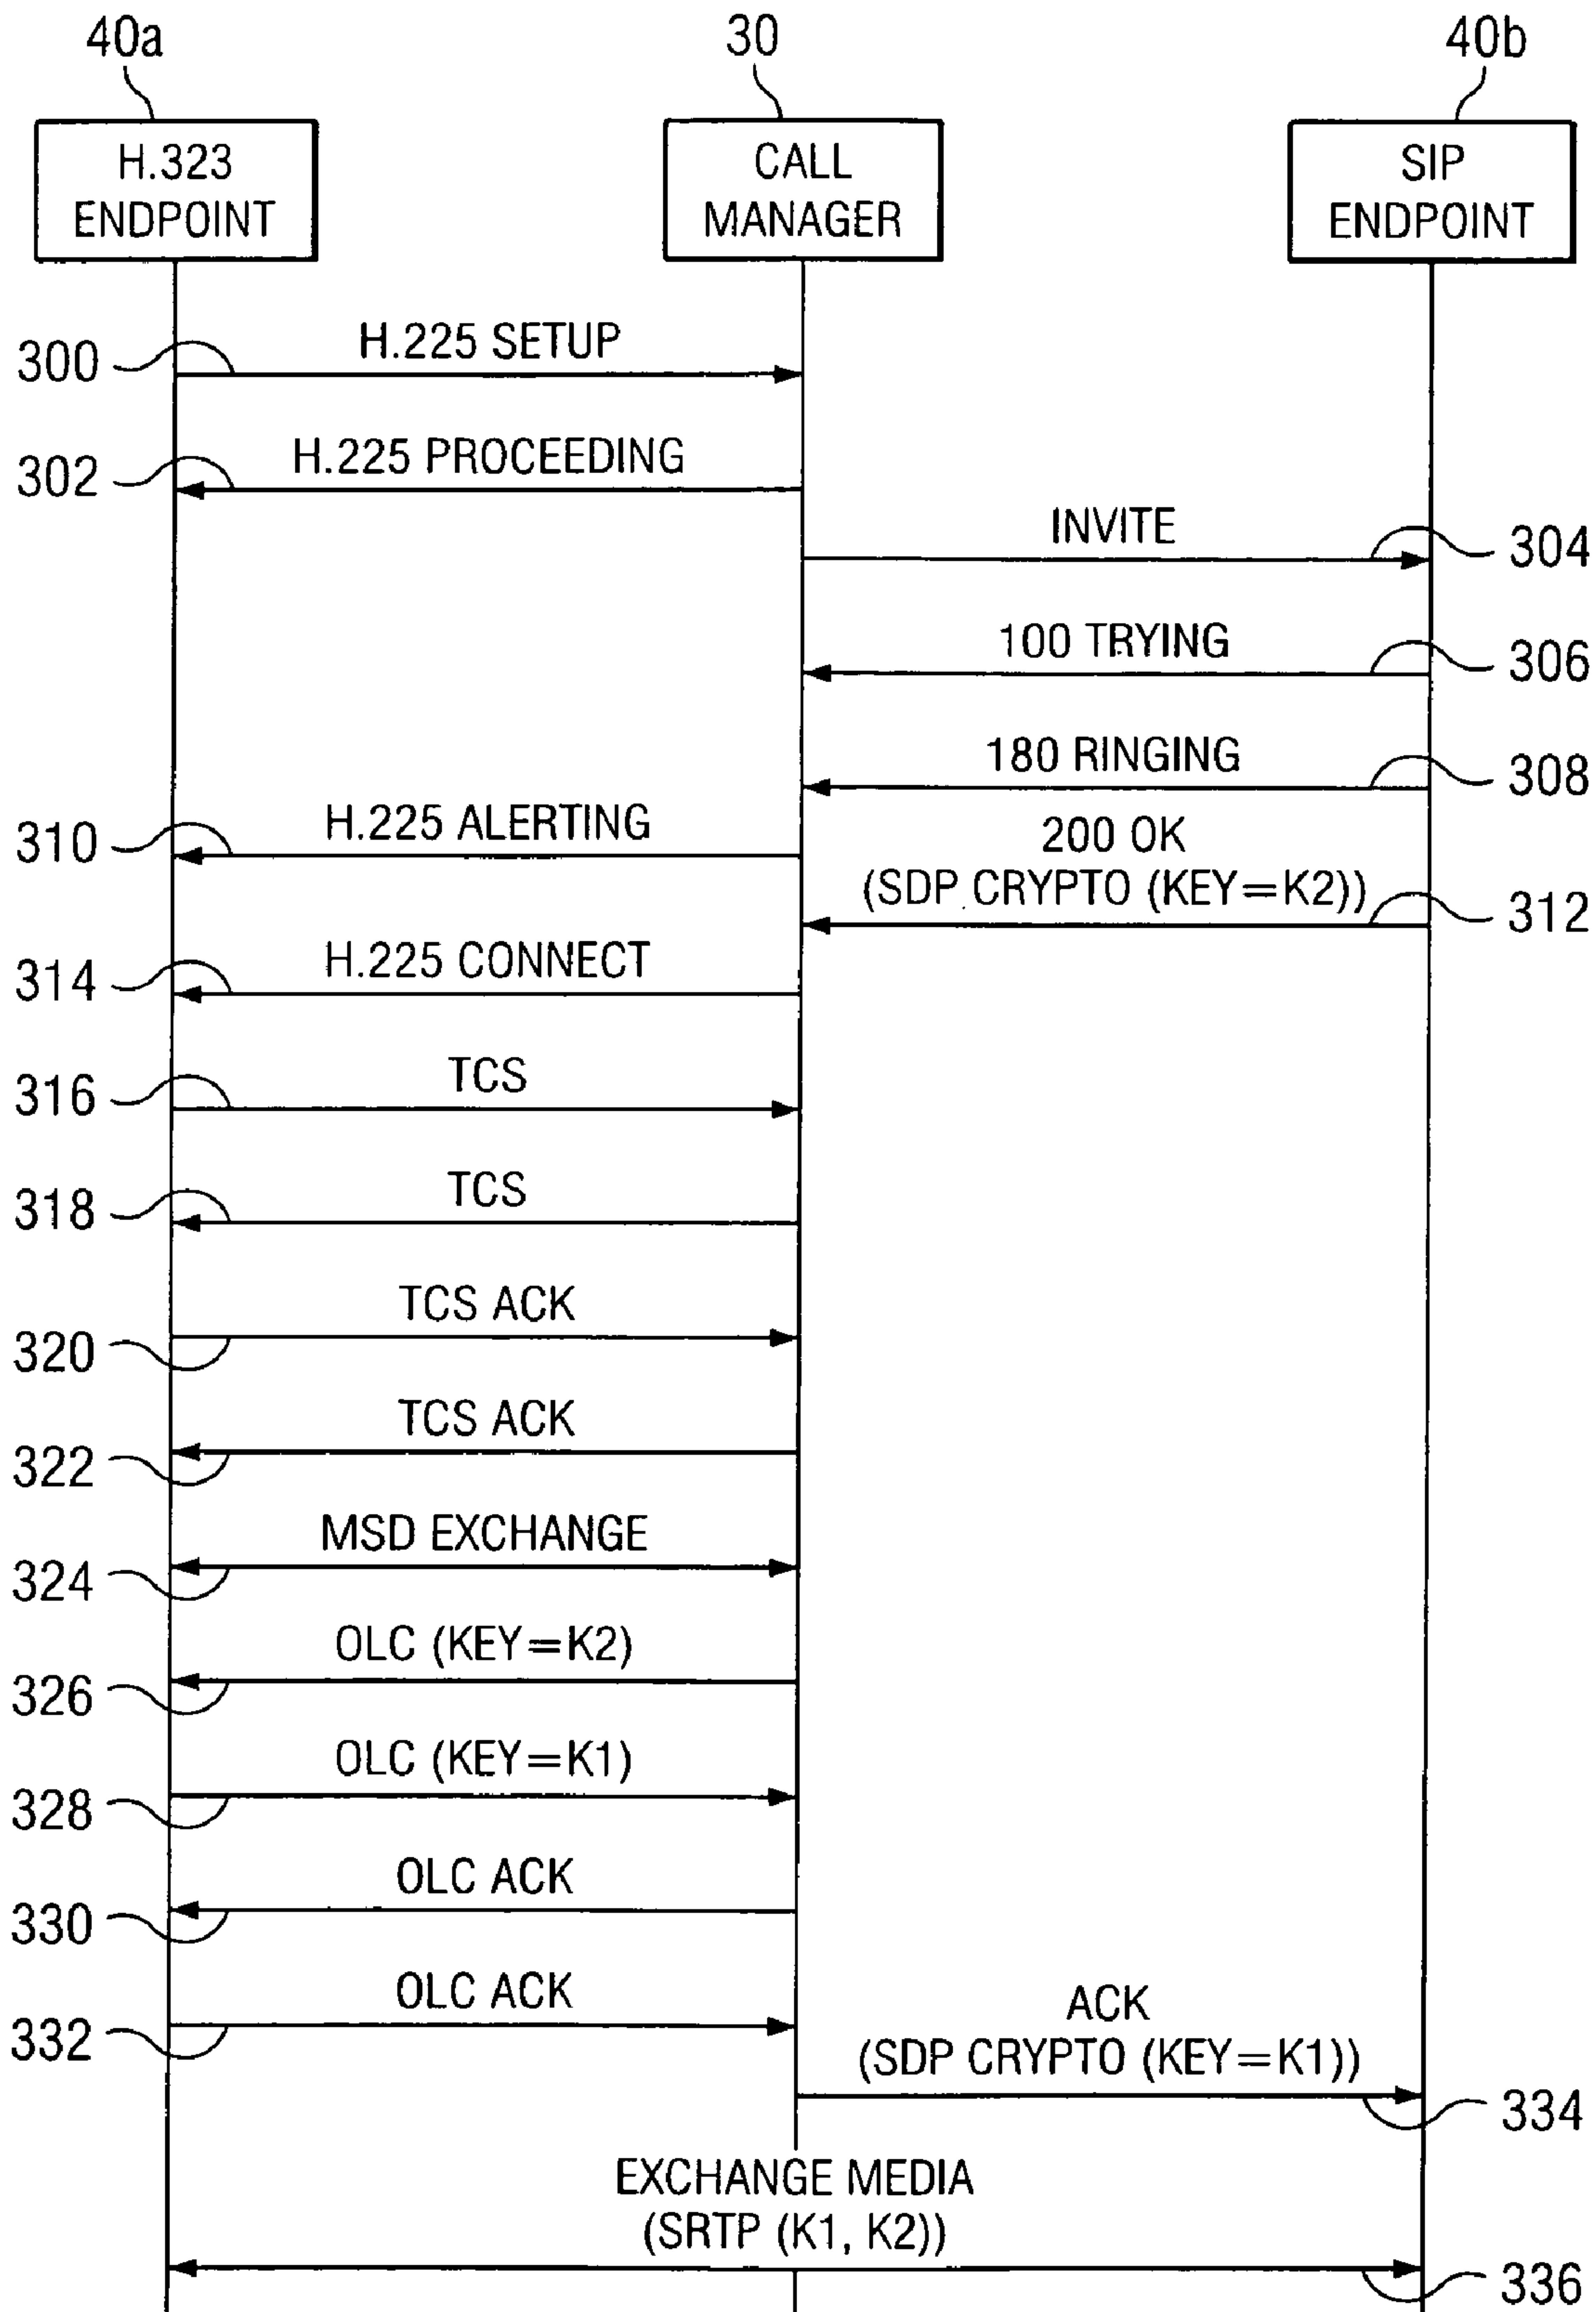 40a
30
40b
H.323
ENDPOINT
CALL
MANAGER
SIP
ENDPOINT
300
H.225 SETUP
302
H.225 PROCEEDING
INVITE
304
100 TRYING
306
180 RINGING
308
310
H.225 ALERTING
200 OK
(SDP CRYPTO (KEY=K2))
312
314
H.225 CONNECT
316
TCS
318
TCS
320
TCS ACK
322
TCS ACK
324
MSD EXCHANGE
326
OLC (KEY=K2)
328
OLC (KEY=K1)
330
OLC ACK
332
OLC ACK
ACK
(SDP CRYPTO (KEY=K1))
334
EXCHANGE MEDIA
(SRTP (K1, K2))
336